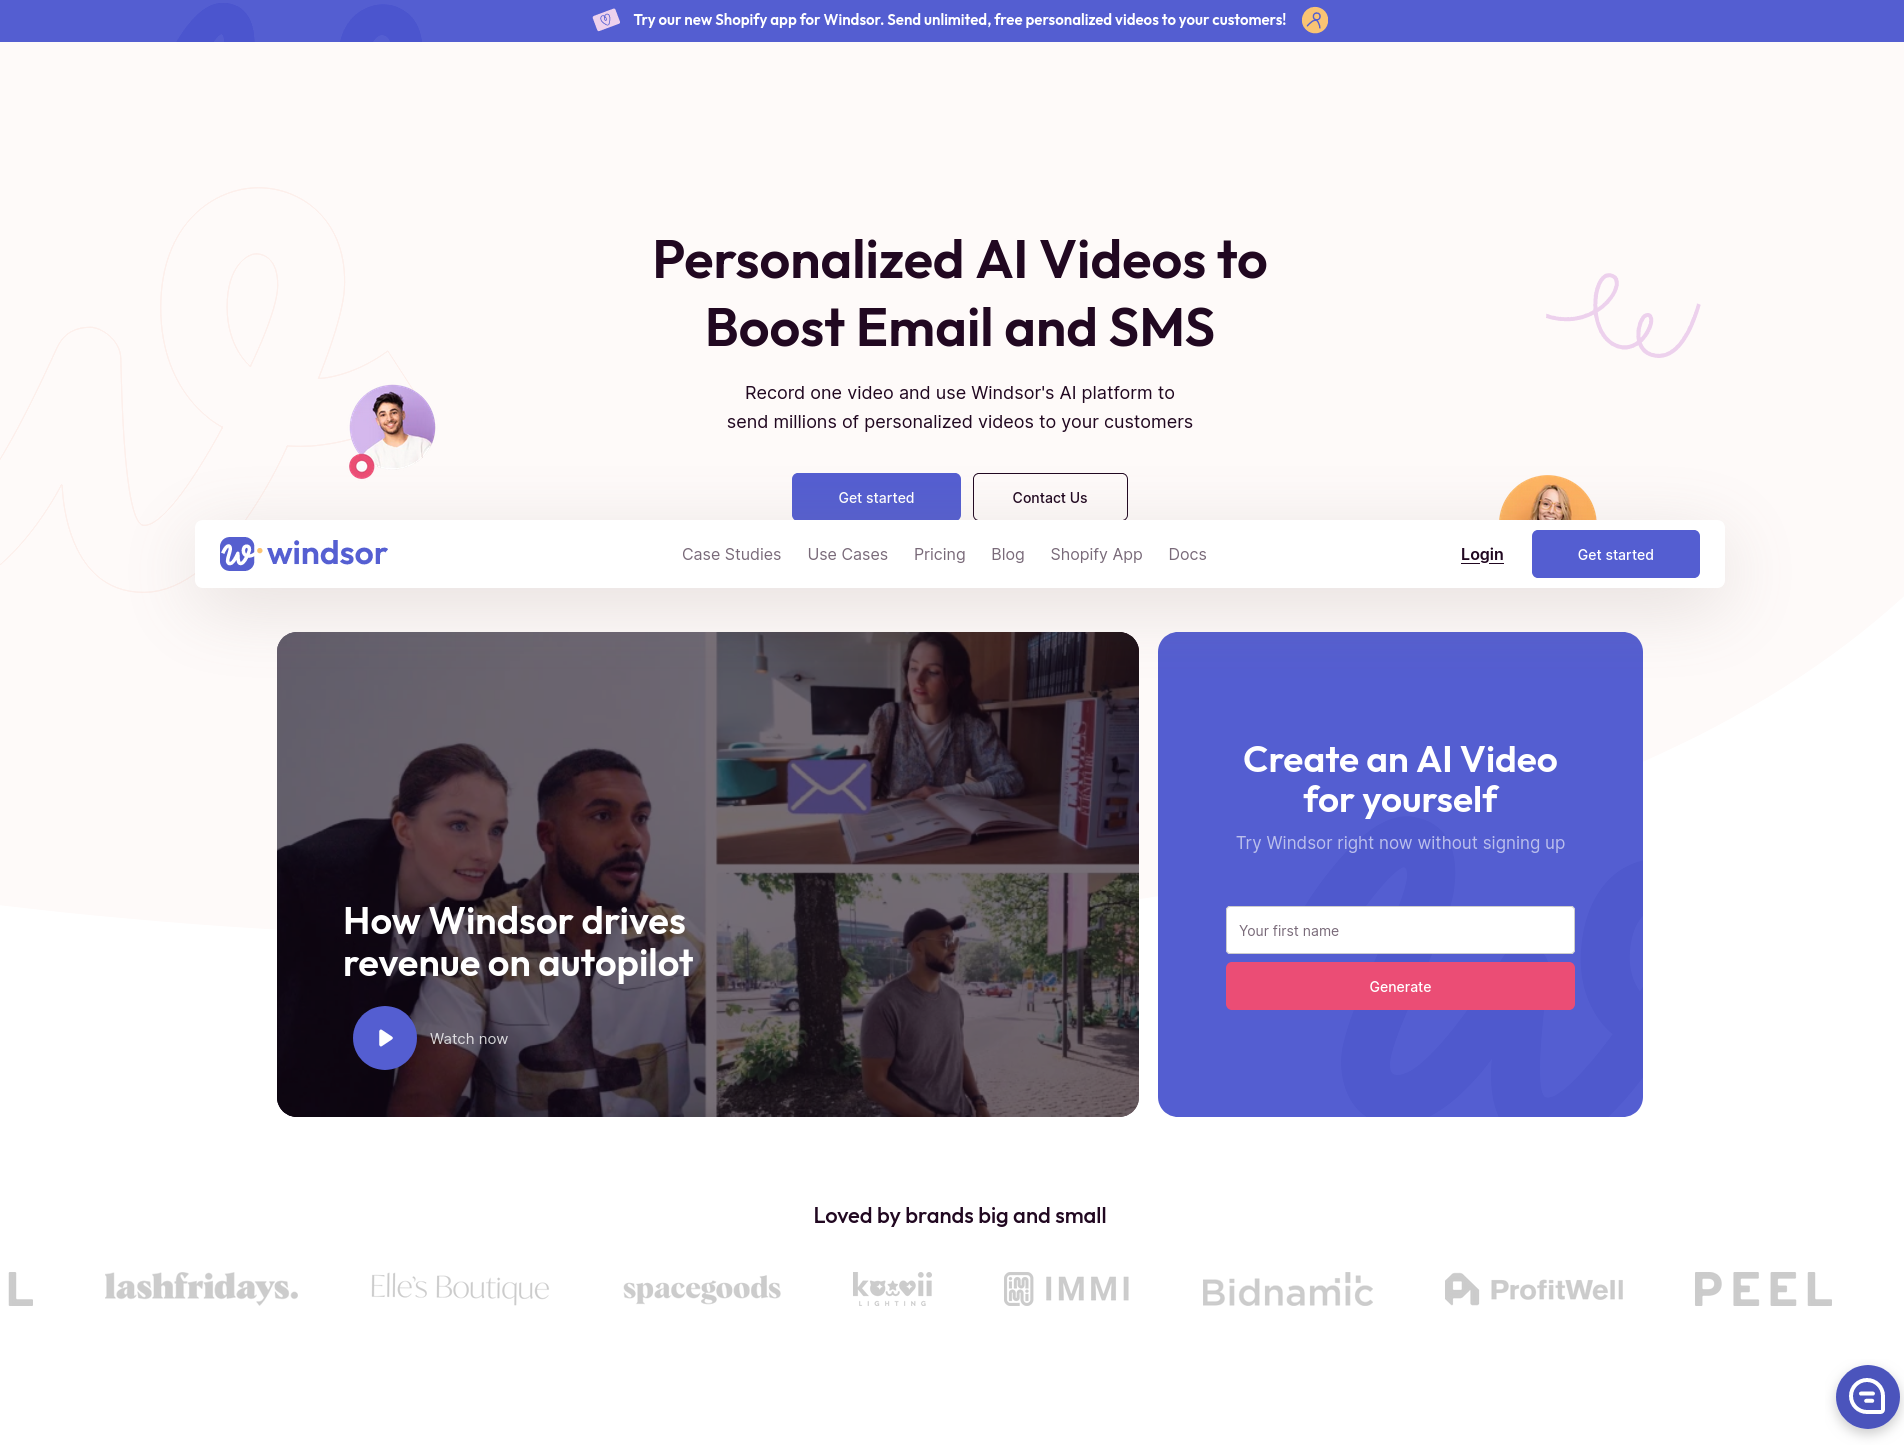 Try our new Shopify app for Windsor. Send unlimited, free personalized videos to your customers!
Personalized AI Videos to
Boost Email and SMS
Record one video and use Windsor's AI platform to
send millions of personalized videos to your customers
Get started
Contact Us
windsor
Case Studies
Use Cases
Pricing
Blog
Shopify App
Docs
Login
Get started
How Windsor drives
revenue on autopilot
Watch now
Create an AI Video
for yourself
Try Windsor right now without signing up
Your first name
Generate
Loved by brands big and small
L
lashfridays.
Elle's Boutique
spacegoods
LIGHTING
IMMI
Bidnamic
ProfitWell
PEEL